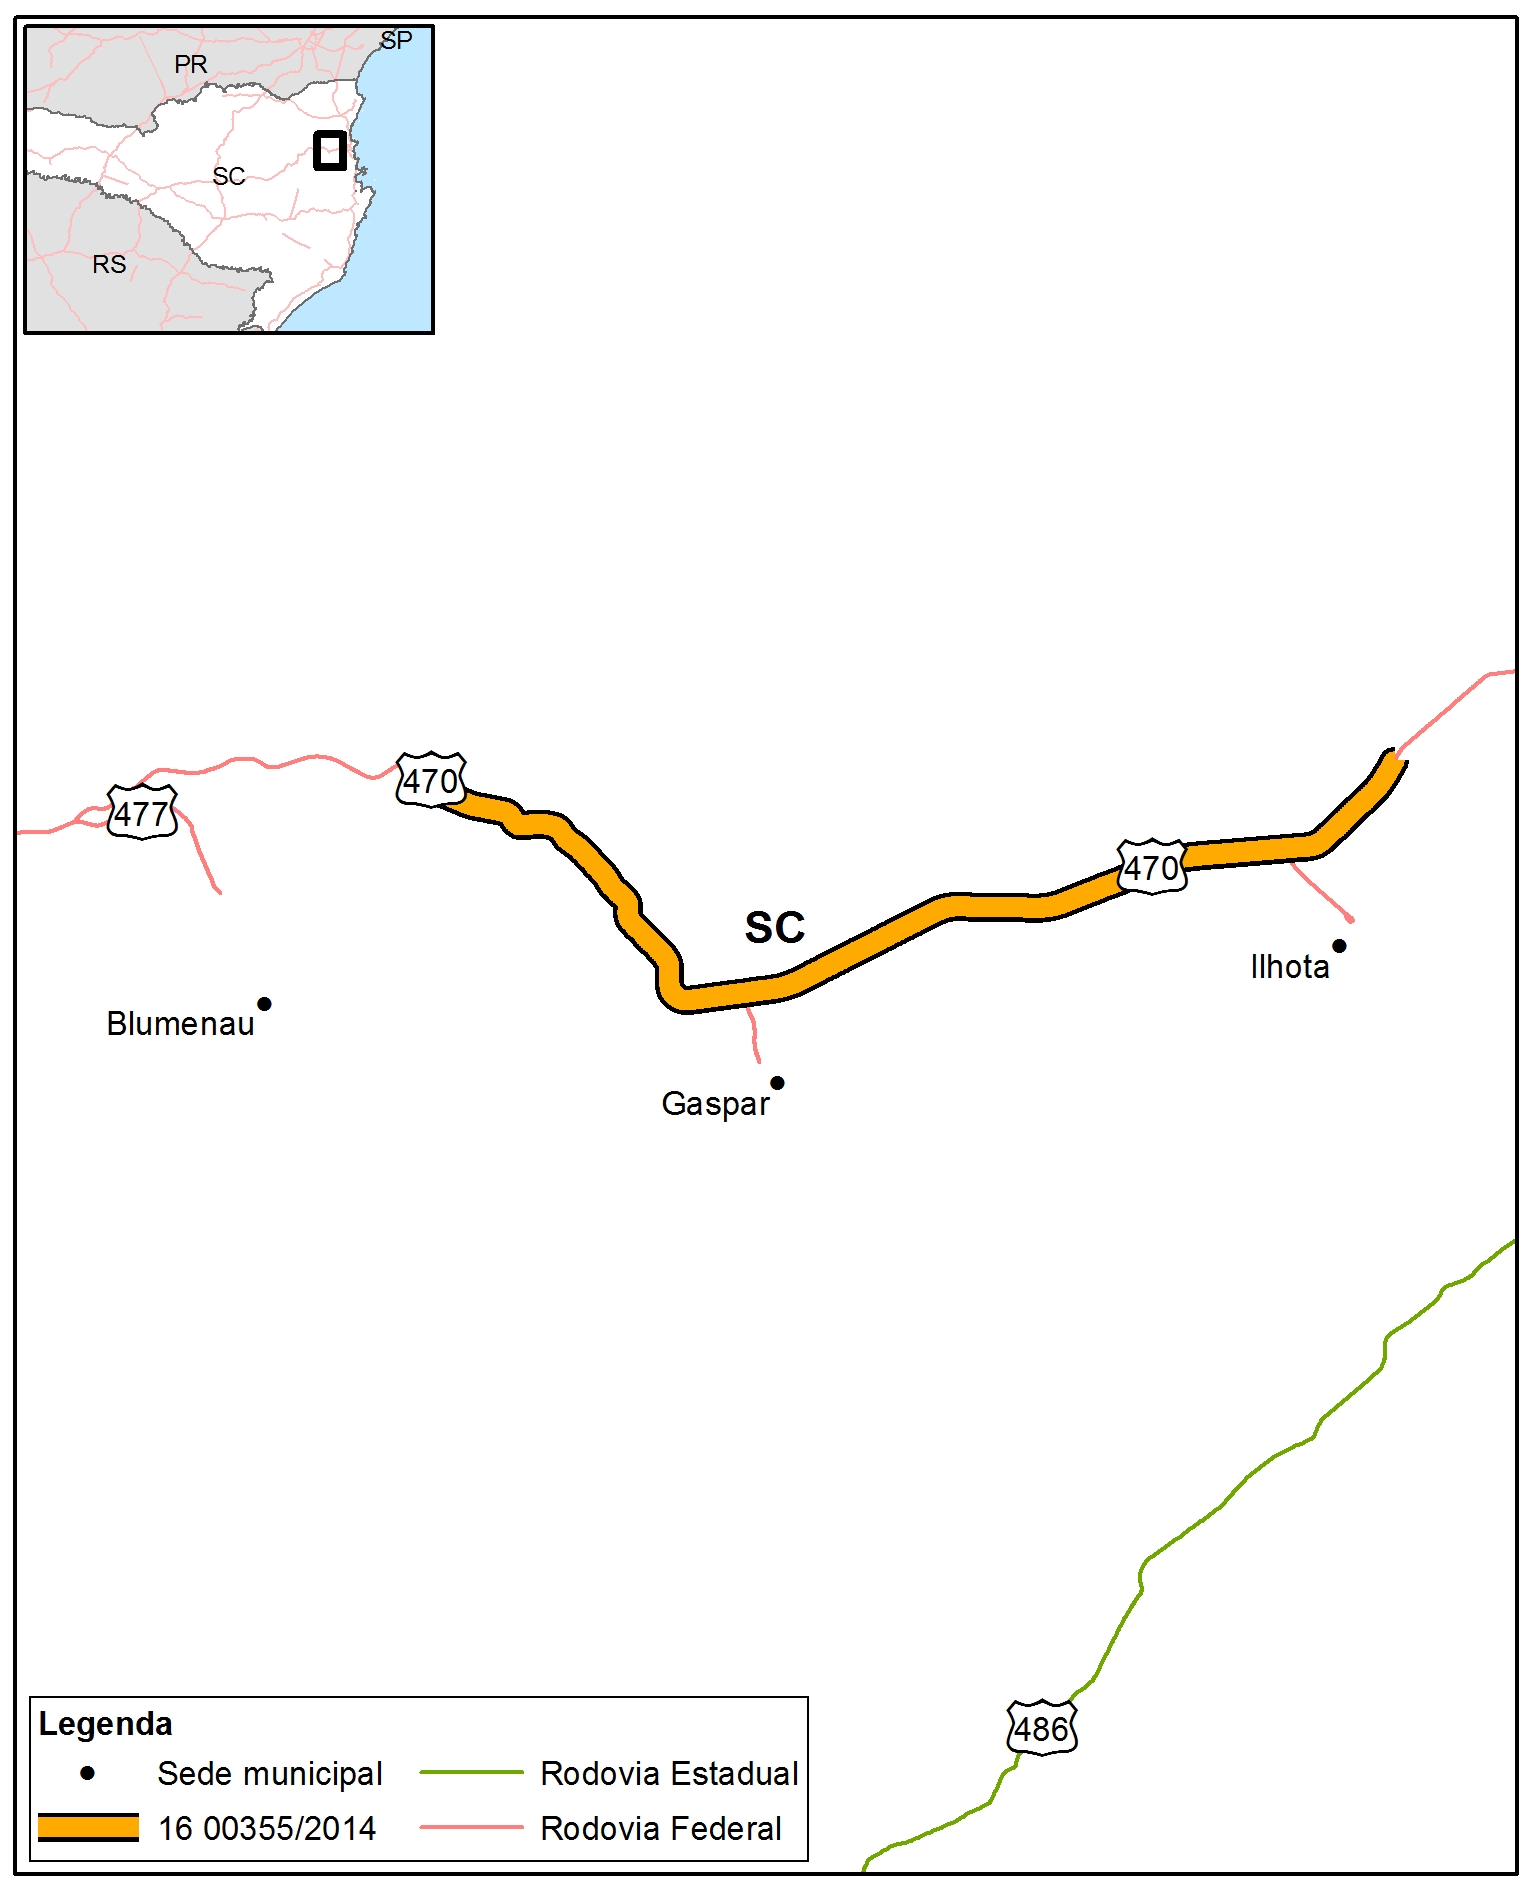 SP
PR
SC
RS
470
477
470
SC
Ilhota
Blumenau
Gaspar
486
Legenda
Sede municipal
Rodovia Estadual
16 00355/2014
Rodovia Federal